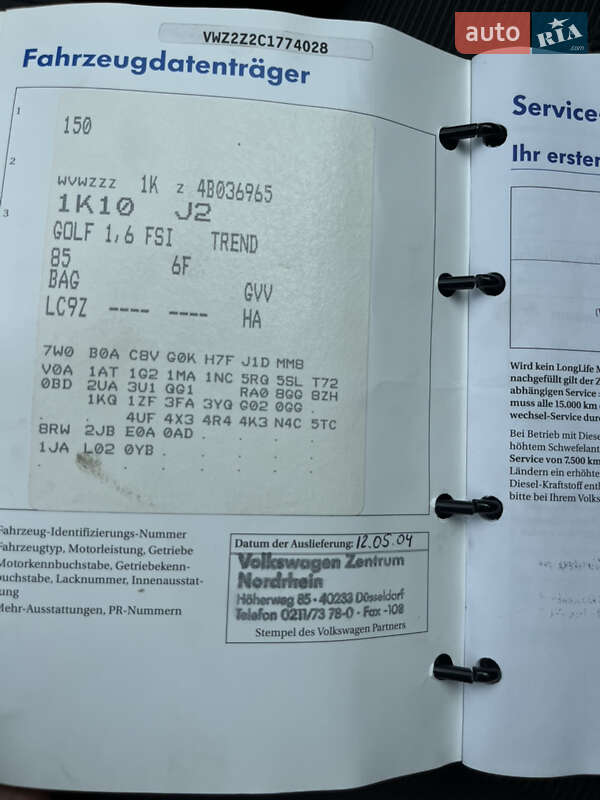 VWZ2Z2C1774028
auto
RIA
.com
Fahrzeugdatenträger
1
150
2
WVWZZZ 1K Z 4B036965
3
1K10 J2
GOLF 1,6 FSI TREND
85 6F
BAG GVV
LC9Z ---- ---- HA
7W0 B0A C8V G0K H7F J1D MM8
V0A 1AT 1G2 1MA 1NC 5RQ 5SL T72
0BD 2UA 3U1 QG1 RA0 8GG 8ZH
1KQ 1ZF 3FA 3YQ G02 0GG .
. . 4UF 4X3 4R4 4K3 N4C 5TC
8RW 2JB E0A 0AD . . . .
1JA L02 0YB . . . . .
Fahrzeug-Identifizierungs-Nummer
Fahrzeugtyp, Motorleistung, Getriebe
Motorkennbuchstabe, Getriebekenn-
buchstabe, Lacknummer, Innenausstat-
tung
Mehr-Ausstattungen, PR-Nummern
Datum der Auslieferung: 12.05.04
Volkswagen Zentrum
Nordrhein
Höherweg 85 · 40233 Düsseldorf
Telefon 0211/73 78-0 · Fax -108
Stempel des Volkswagen Partners
Service-
Ihr erster
Wird kein LongLife M
nachgefüllt gilt der Z
abhängigen Service
muss alle 15.000 km
wechsel-Service dur
Bei Betrieb mit Diese
höhtem Schwefelant
Service von 7.500 km
Ländern ein erhöhte
Diesel-Kraftstoff ent
bitte bei Ihrem Volks